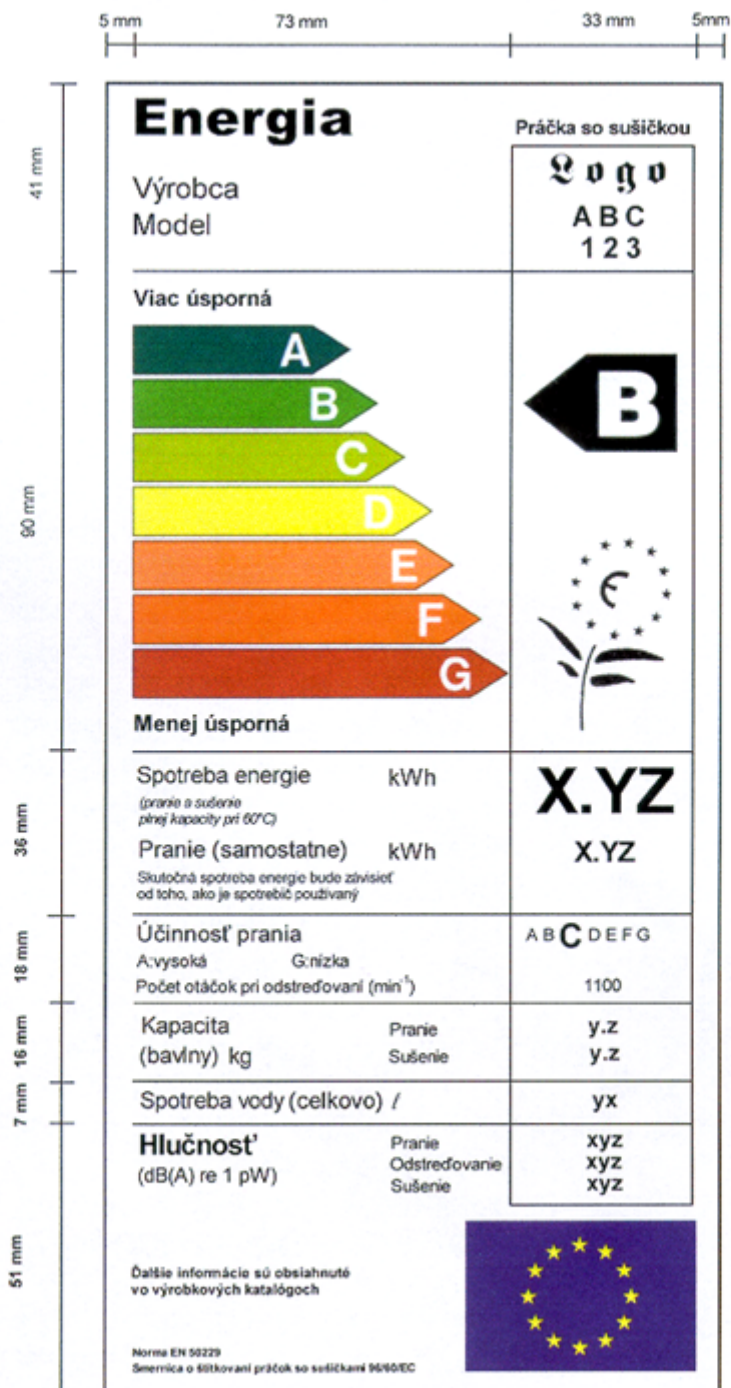 5 mm 73 mm 33 mm 5mm
Energia
Práčka so sušičkou
41 mm
Výrobca
Model
Logo
A B C
1 2 3
Viac úsporná
A
B
B
C
90 mm
D
E
F
G
Menej úsporná
36 mm
Spotreba energie kWh X.YZ
(pranie a sušenie
plnej kapacity pri 60°C)
Pranie (samostatne) kWh X.YZ
Skutočná spotreba energie bude závisieť
od toho, ako je spotrebič používaný
18 mm
Účinnosť prania A B C D E F G
A:vysoká G:nízka
Počet otáčok pri odstreďovaní (min⁻¹) 1100
16 mm
Kapacita Pranie y.z
(bavlny) kg Sušenie y.z
7 mm
Spotreba vody (celkovo) ℓ yx
Hlučnosť Pranie xyz
(dB(A) re 1 pW) Odstreďovanie xyz
Sušenie xyz
51 mm
Ďalšie informácie sú obsiahnuté
vo výrobkových katalógoch
Norma EN 50229
Smernica o štítkovaní práčok so sušičkami 96/60/EC